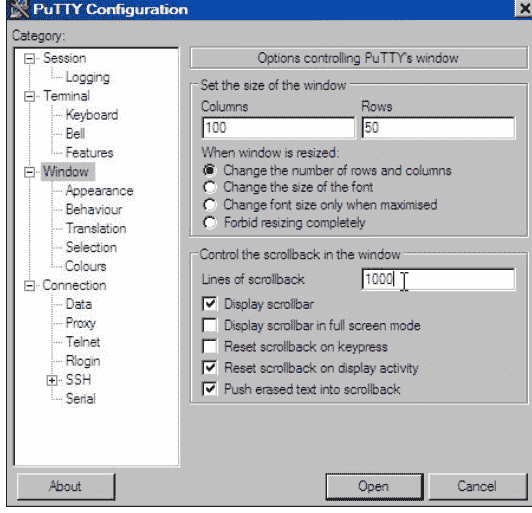 PuTTY Configuration
Category:
Session
Logging
Terminal
Keyboard
Bell
Features
Window
Appearance
Behaviour
Translation
Selection
Colours
Connection
Data
Proxy
Telnet
Rlogin
SSH
Serial
Options controlling PuTTY's window
Set the size of the window
Columns Rows
100 50
When window is resized:
Change the number of rows and columns
Change the size of the font
Change font size only when maximised
Forbid resizing completely
Control the scrollback in the window
Lines of scrollback 1000
Display scrollbar
Display scrollbar in full screen mode
Reset scrollback on keypress
Reset scrollback on display activity
Push erased text into scrollback
About Open Cancel